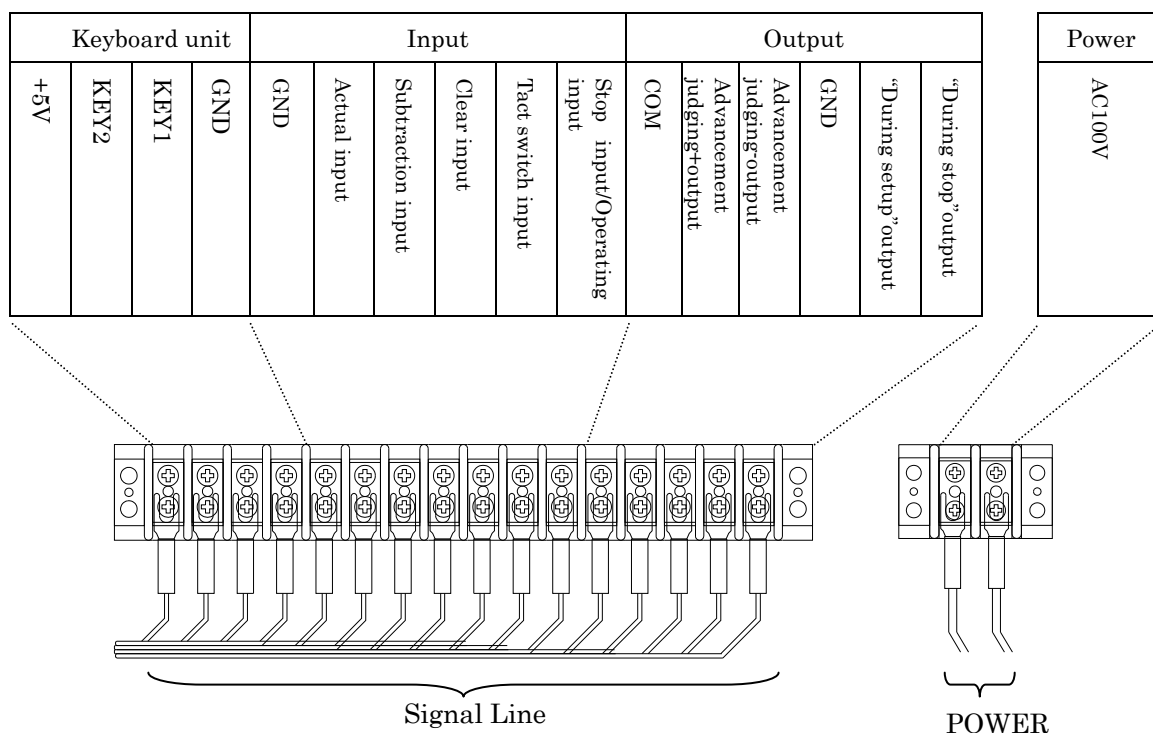 Keyboard unit
Input
Output
Power
+5V
KEY2
KEY1
GND
GND
Actual input
Subtraction input
Clear input
Tact switch input
Stop input/Operating
input
COM
Advancement
judging+output
Advancement
judging-output
GND
"During setup"output
"During stop"output
AC100V
Signal Line
POWER